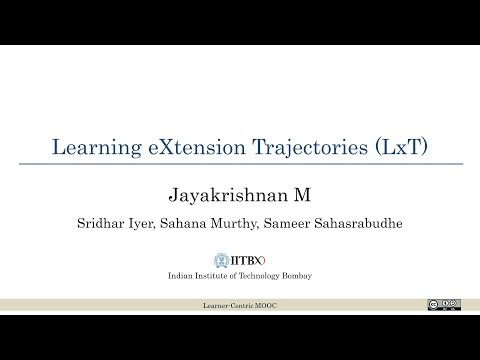 Learning eXtension Trajectories (LxT)
Jayakrishnan M
Sridhar Iyer, Sahana Murthy, Sameer Sahasrabudhe
IITBX
Indian Institute of Technology Bombay
Learner-Centric MOOC